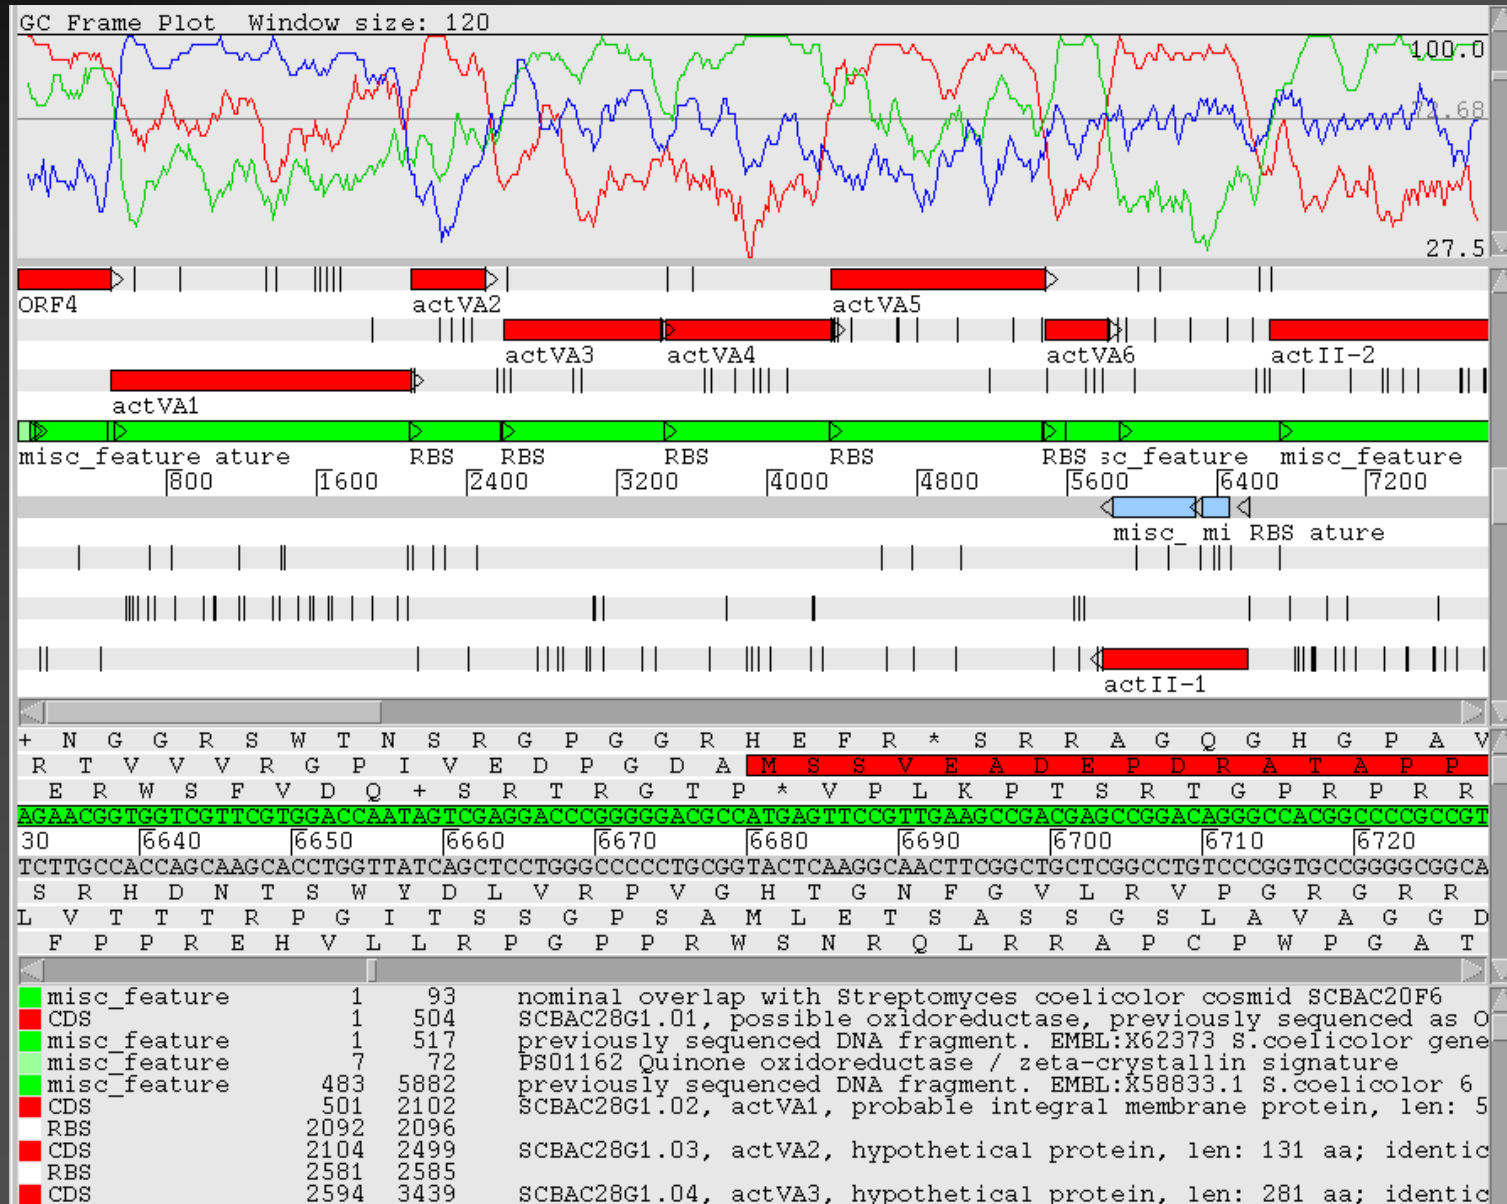 GC Frame Plot Window size: 120
100.0
72.68
27.5
ORF4 actVA2 actVA5
actVA3 actVA4 actVA6 actII-2
actVA1
misc_feature ature RBS RBS RBS RBS RBS sc_feature misc_feature
800 1600 2400 3200 4000 4800 5600 6400 7200
misc_ mi RBS ature
actII-1
+ N G G R S W T N S R G P G G R H E F R * S R R A G Q G H G P A V
R T V V V R G P I V E D P G D A M S S V E A D E P D R A T A P P
E R W S F V D Q + S R T R G T P * V P L K P T S R T G P R P R R
AGAACGGTGGTCGTTCGTGGACCAATAGTCGAGGACCCGGGGGACGCCATGAGTTCCGTTGAAGCCGACGAGCCGGACAGGGCCACGGCCCCGCCGT
30 6640 6650 6660 6670 6680 6690 6700 6710 6720
TCTTGCCACCAGCAAGCACCTGGTTATCAGCTCCTGGGCCCCCTGCGGTACTCAAGGCAACTTCGGCTGCTCGGCCTGTCCCGGTGCCGGGGCGGCA
S R H D N T S W Y D L V R P V G H T G N F G V L R V P G R G R R
L V T T T R P G I T S S G P S A M L E T S A S S G S L A V A G G D
F P P R E H V L L R P G P P R W S N R Q L R R A P C P W P G A T
misc_feature 1 93 nominal overlap with Streptomyces coelicolor cosmid SCBAC20F6
CDS 1 504 SCBAC28G1.01, possible oxidoreductase, previously sequenced as O
misc_feature 1 517 previously sequenced DNA fragment. EMBL:X62373 S.coelicolor gene
misc_feature 7 72 PS01162 Quinone oxidoreductase / zeta-crystallin signature
misc_feature 483 5882 previously sequenced DNA fragment. EMBL:X58833.1 S.coelicolor 6
CDS 501 2102 SCBAC28G1.02, actVA1, probable integral membrane protein, len: 5
RBS 2092 2096
CDS 2104 2499 SCBAC28G1.03, actVA2, hypothetical protein, len: 131 aa; identic
RBS 2581 2585
CDS 2594 3439 SCBAC28G1.04, actVA3, hypothetical protein, len: 281 aa; identic